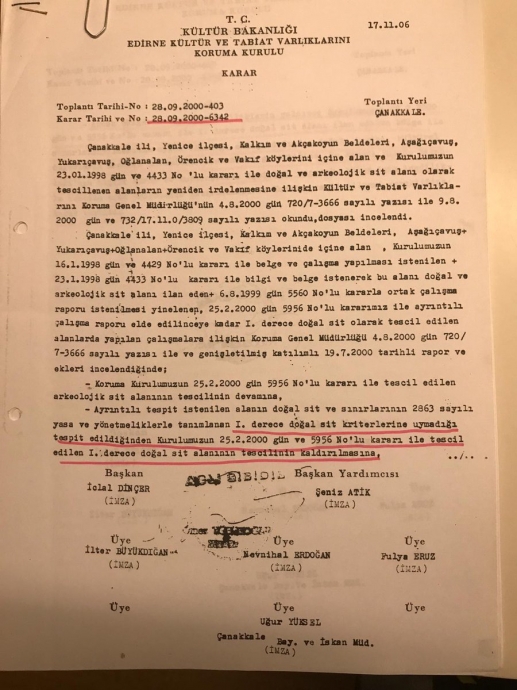 T. C.
KÜLTÜR BAKANLIĞI
17.11.06
EDİRNE KÜLTÜR VE TABİAT VARLIKLARINI
KORUMA KURULU
KARAR
Toplantı Tarihi-No : 28.09.2000-403
Toplantı Yeri
Karar Tarihi ve No : 28.09.2000-6342
ÇANAKKALE.
Çanakkale ili, Yenice ilçesi, Kalkım ve Akçakoyun Beldeleri, Aşağıçavuş,
Yukarıçavuş, Oğlanalan, Örencik ve Vakıf köylerini içine alan ve Kurulumuzun
23.01.1998 gün ve 4433 No 'lu kararı ile doğal ve arkeolojik sit alanı olarak
tescillenen alanların yeniden irdelenmesine ilişkin Kültür ve Tabiat Varlıkla-
rını Koruma Genel Müdürlüğü'nün 4.8.2000 gün 720/7-3666 sayılı yazısı ile 9.8.
2000 gün ve 732/17.11.0/3809 sayılı yazısı okundu,dosyası incelendi.
Çanakkale ili, Yenice ilçesi, Kalkım ve Akçakoyun Beldeleri, Aşağıçavuş+
Yukarıçavuş+Oğlanalan+Örencik ve Vakıf köylerinide içine alan , Kurulumuzun
16.1.1998 gün ve 4429 No'lu kararı ile belge ve çalışma yapılması istenilen +
23.1.1998 gün 4433 No'lu kararı ile bilgi ve belge istenerek bu alanı doğal ve
arkeolojik sit alanı ilan eden+ 6.8.1999 gün 5560 No'lu kararla ortak çalışma
raporu istenilmesi yinelenep, 25.2.2000 gün 5956 No'lu kararımız ile ayrıntılı
çalışma raporu elde edilinceye kadar I. derece doğal sit olarak tescil edilen
alanlarda yapılan çalışmalara ilişkin Koruma Genel Müdürlüğü 4.8.2000 gün 720/
7-3666 sayılı yazısı ile ve genişletilmiş katılımlı 19.7.2000 tarihli rapor ve
ekleri incelendiğinde;
- Koruma Kurulumuzun 25.2.2000 gün 5956 No'lu kararı ile tescil edilen
arkeolojik sit alanının tescilinin devamına,
- Ayrıntılı tespit istenilen alanın doğal sit ve sınırlarının 2863 sayılı
yasa ve yönetmeliklerle tanımlanan I. derece doğal sit kriterlerine uymadığı
tespit edildiğinden Kurulumuzun 25.2.2000 gün ve 5956 No'lu kararı ile tescil
edilen I. derece doğal sit alanının tescilinin kaldırılmasına, ../..
Başkan
Başkan Yardımcısı
İclal DİNÇER
Şeniz ATİK
(İMZA)
(İMZA)
Üye
Üye
Üye
İlter BÜYÜKDIĞAN
Nevnihal ERDOĞAN
Fulya ERUZ
(İMZA)
(İMZA)
(İMZA)
Üye
Üye
Üye
Uğur YÜKSEL
Çanakkale Bay. ve İskan Müd.
(İMZA)